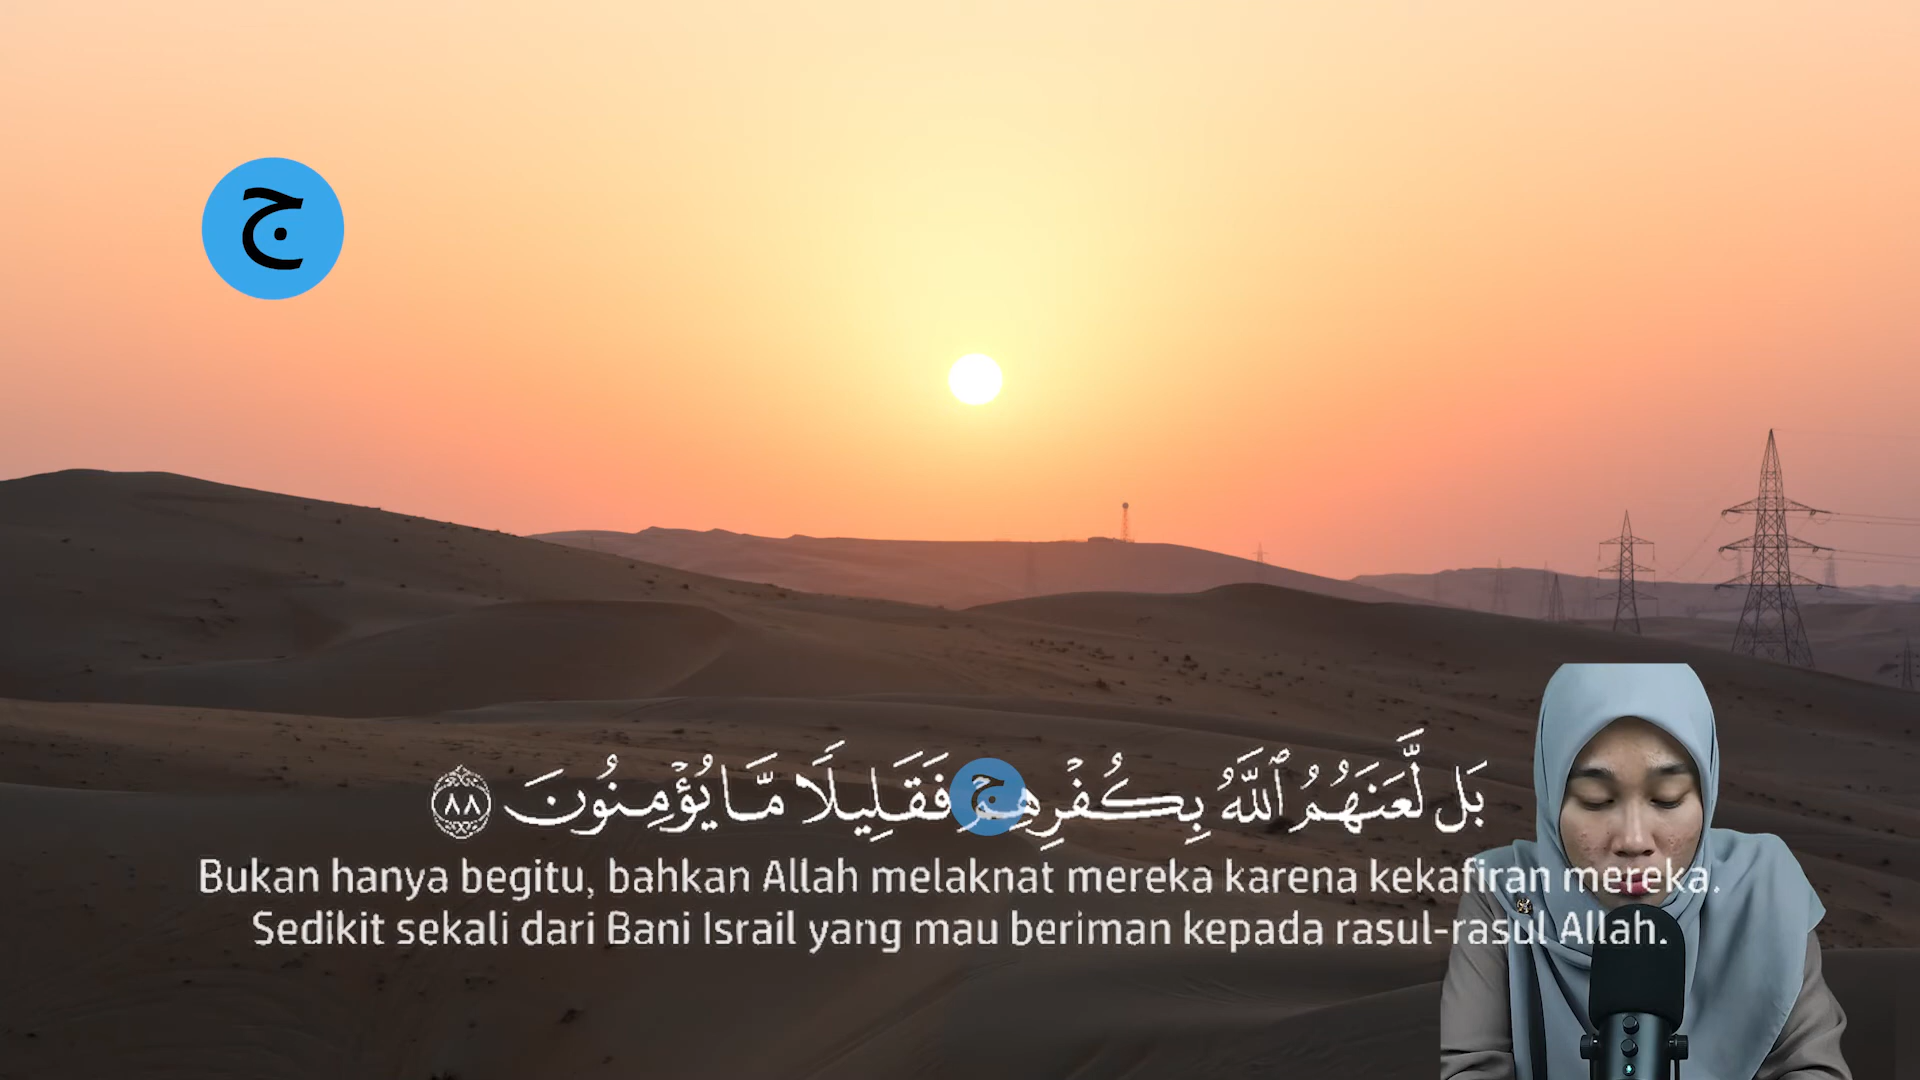 ج
بَل لَّعَنَهُمُ ٱللَّهُ بِكُفْرِهِمْ ج فَقَلِيلًا مَّا يُؤْمِنُونَ ٨٨
Bukan hanya begitu, bahkan Allah melaknat mereka karena kekafiran mereka.
Sedikit sekali dari Bani Israil yang mau beriman kepada rasul-rasul Allah.